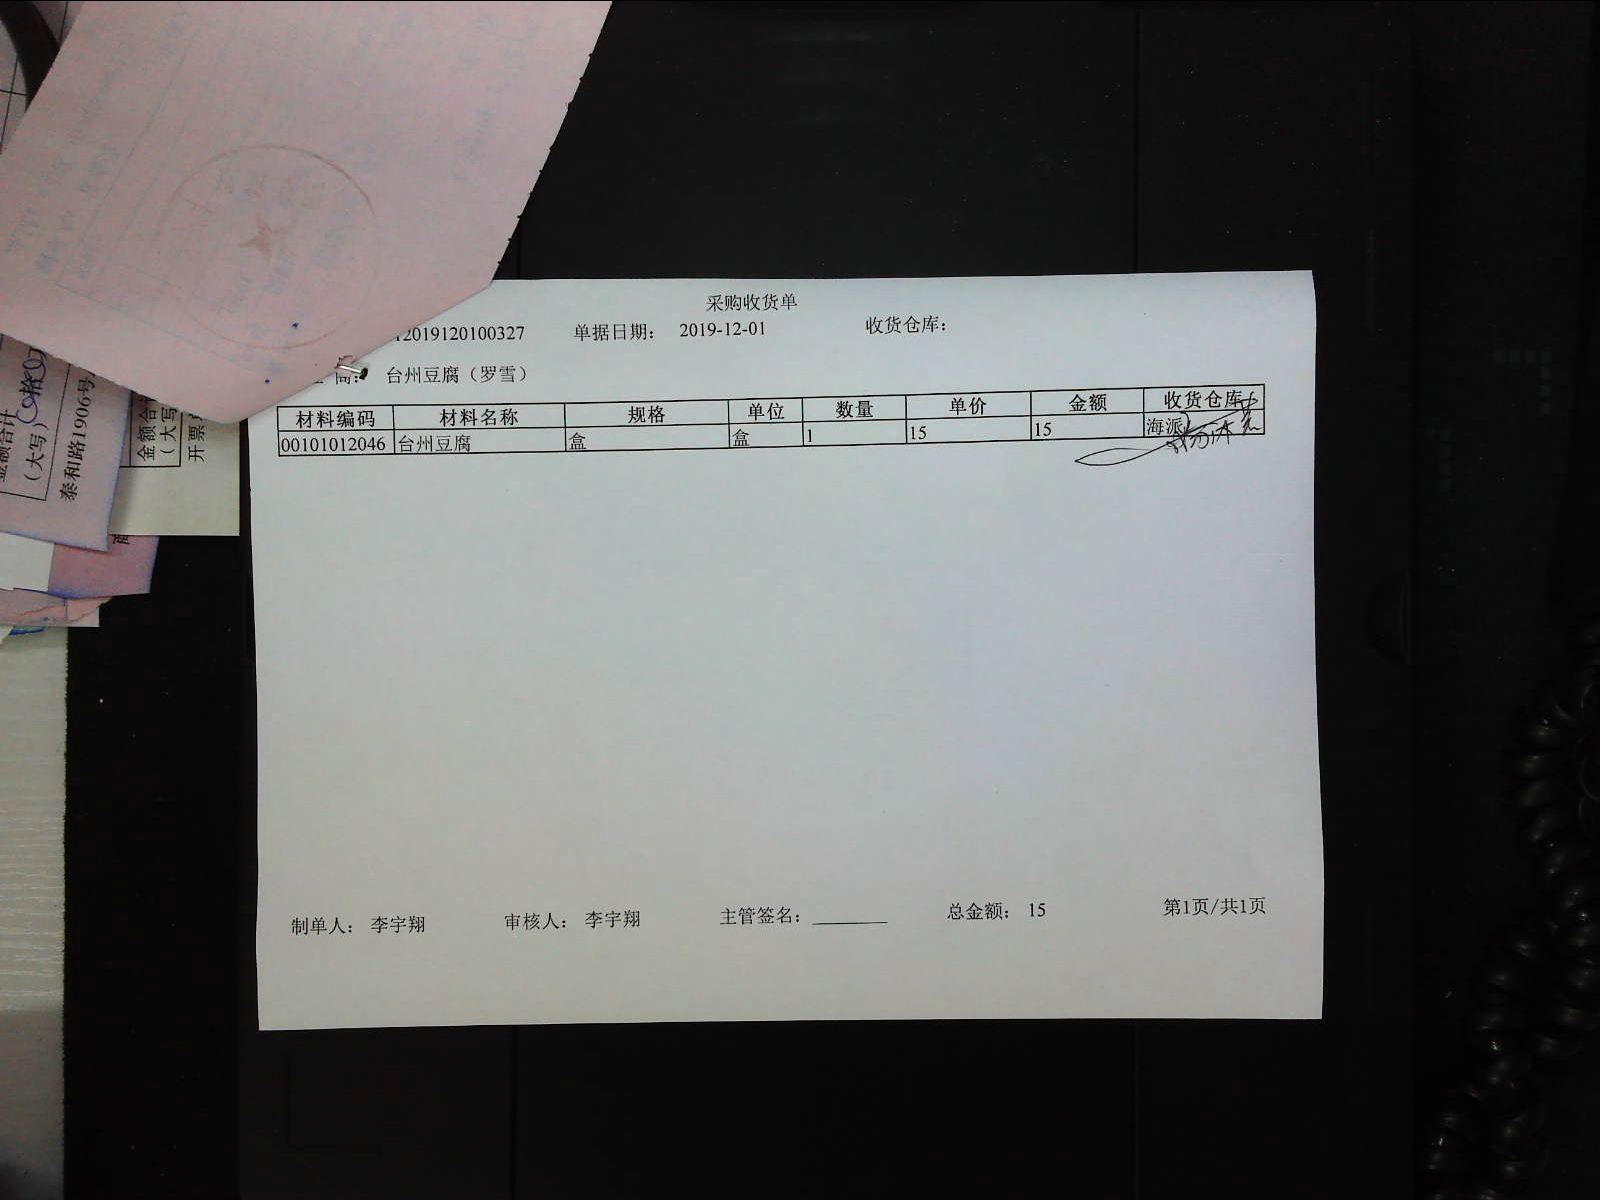 采购收货单
12019120100327 单据日期： 2019-12-01 收货仓库：
商： 台州豆腐（罗雪）
材料编码 材料名称 规格 单位 数量 单价 金额 收货仓库
00101012046 台州豆腐 盒 盒 1 15 15 海派
制单人： 李宇翔 审核人： 李宇翔 主管签名： 总金额： 15 第1页/共1页
（大写）
泰和路1906号
金额合
（大写
开票